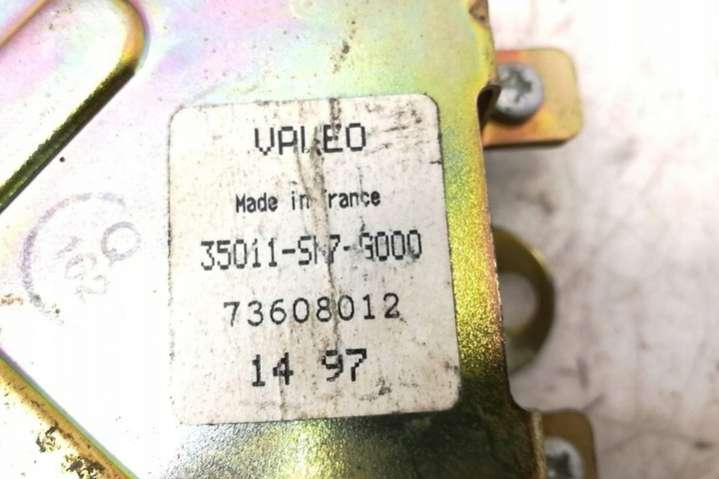 VALEO
Made in France
35011-SN7-G000
73608012
14 97